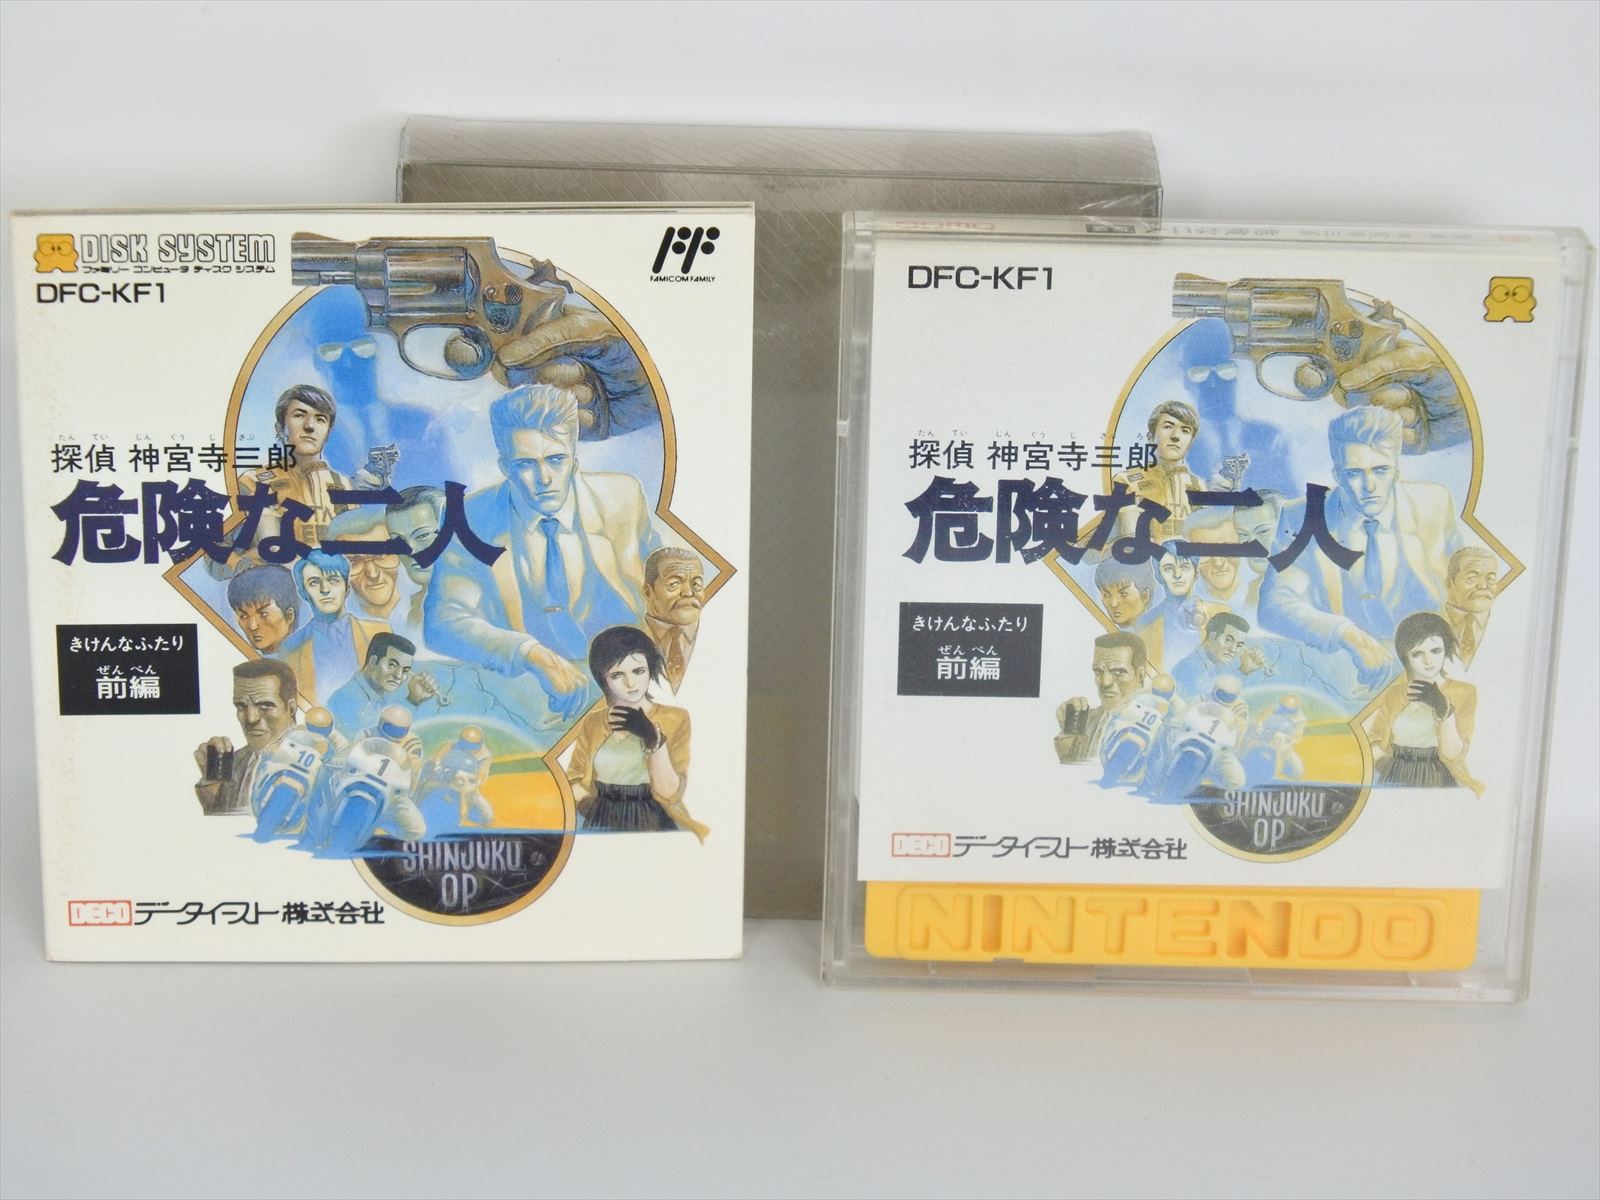 DISK SYSTEM
ファミリー コンピュータ ディスク システム
DFC-KF1
FF
FAMICOM FAMILY
たん てい じん ぐう じ さぶ ろう
探偵 神宮寺三郎
危険な二人
きけんなふたり
ぜん ぺん
前編
10
1
SHINJUKU
OP
DECO データイースト株式会社
DFC-KF1
たん てい じん ぐう じ さぶ ろう
探偵 神宮寺三郎
危険な二人
きけんなふたり
ぜん ぺん
前編
10
1
SHINJUKU
OP
DECO データイースト株式会社
NINTENDO